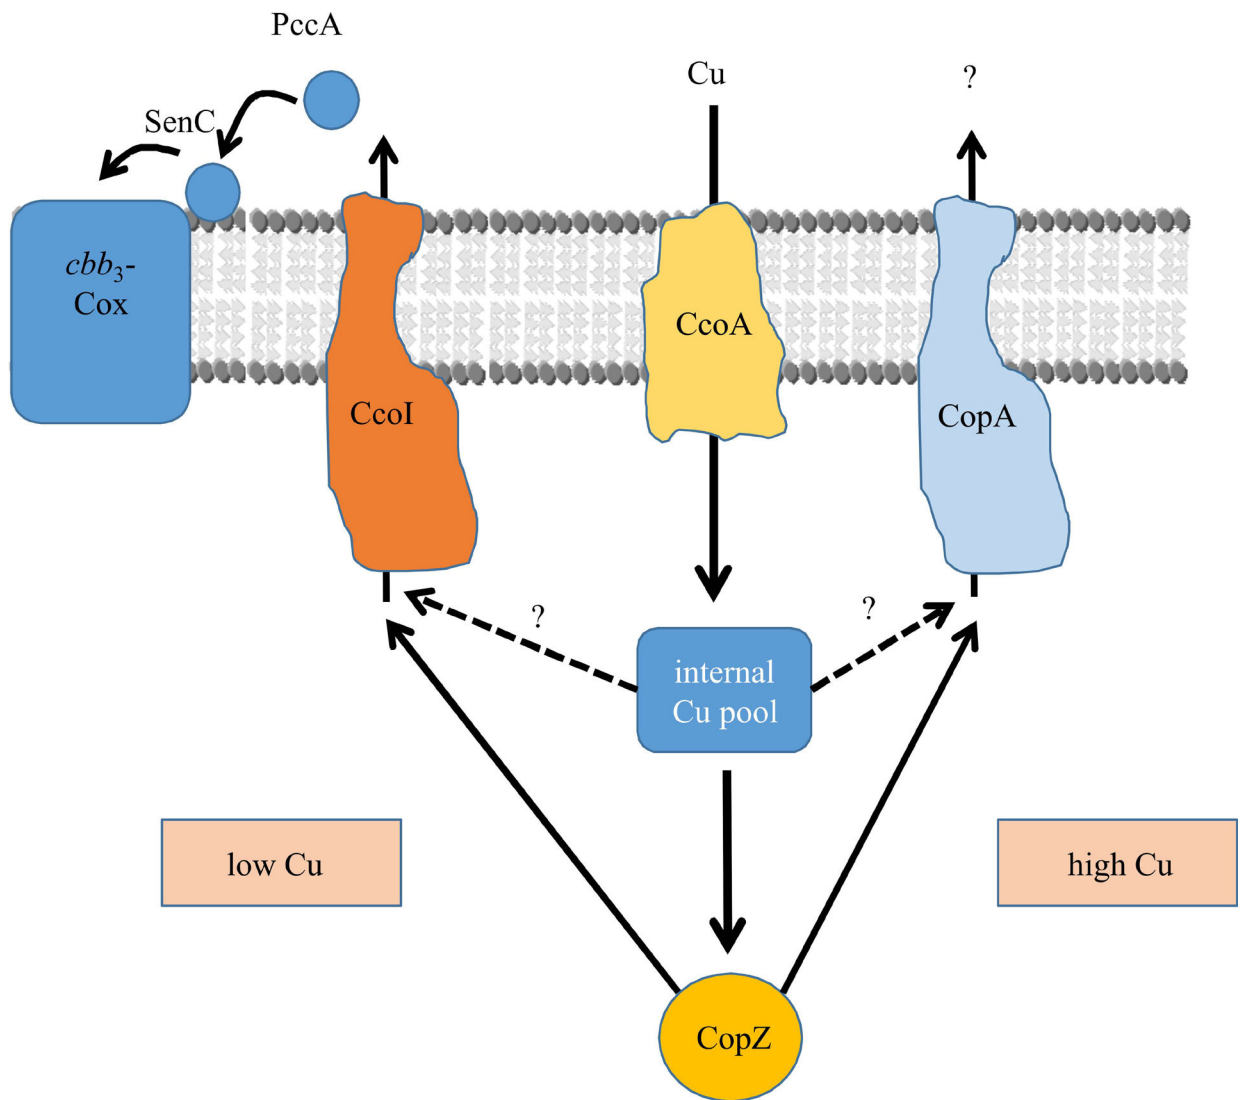 PccA
SenC
Cu
?
cbb₃-
Cox
CcoI
CcoA
CopA
?
?
internal
Cu pool
low Cu
high Cu
CopZ